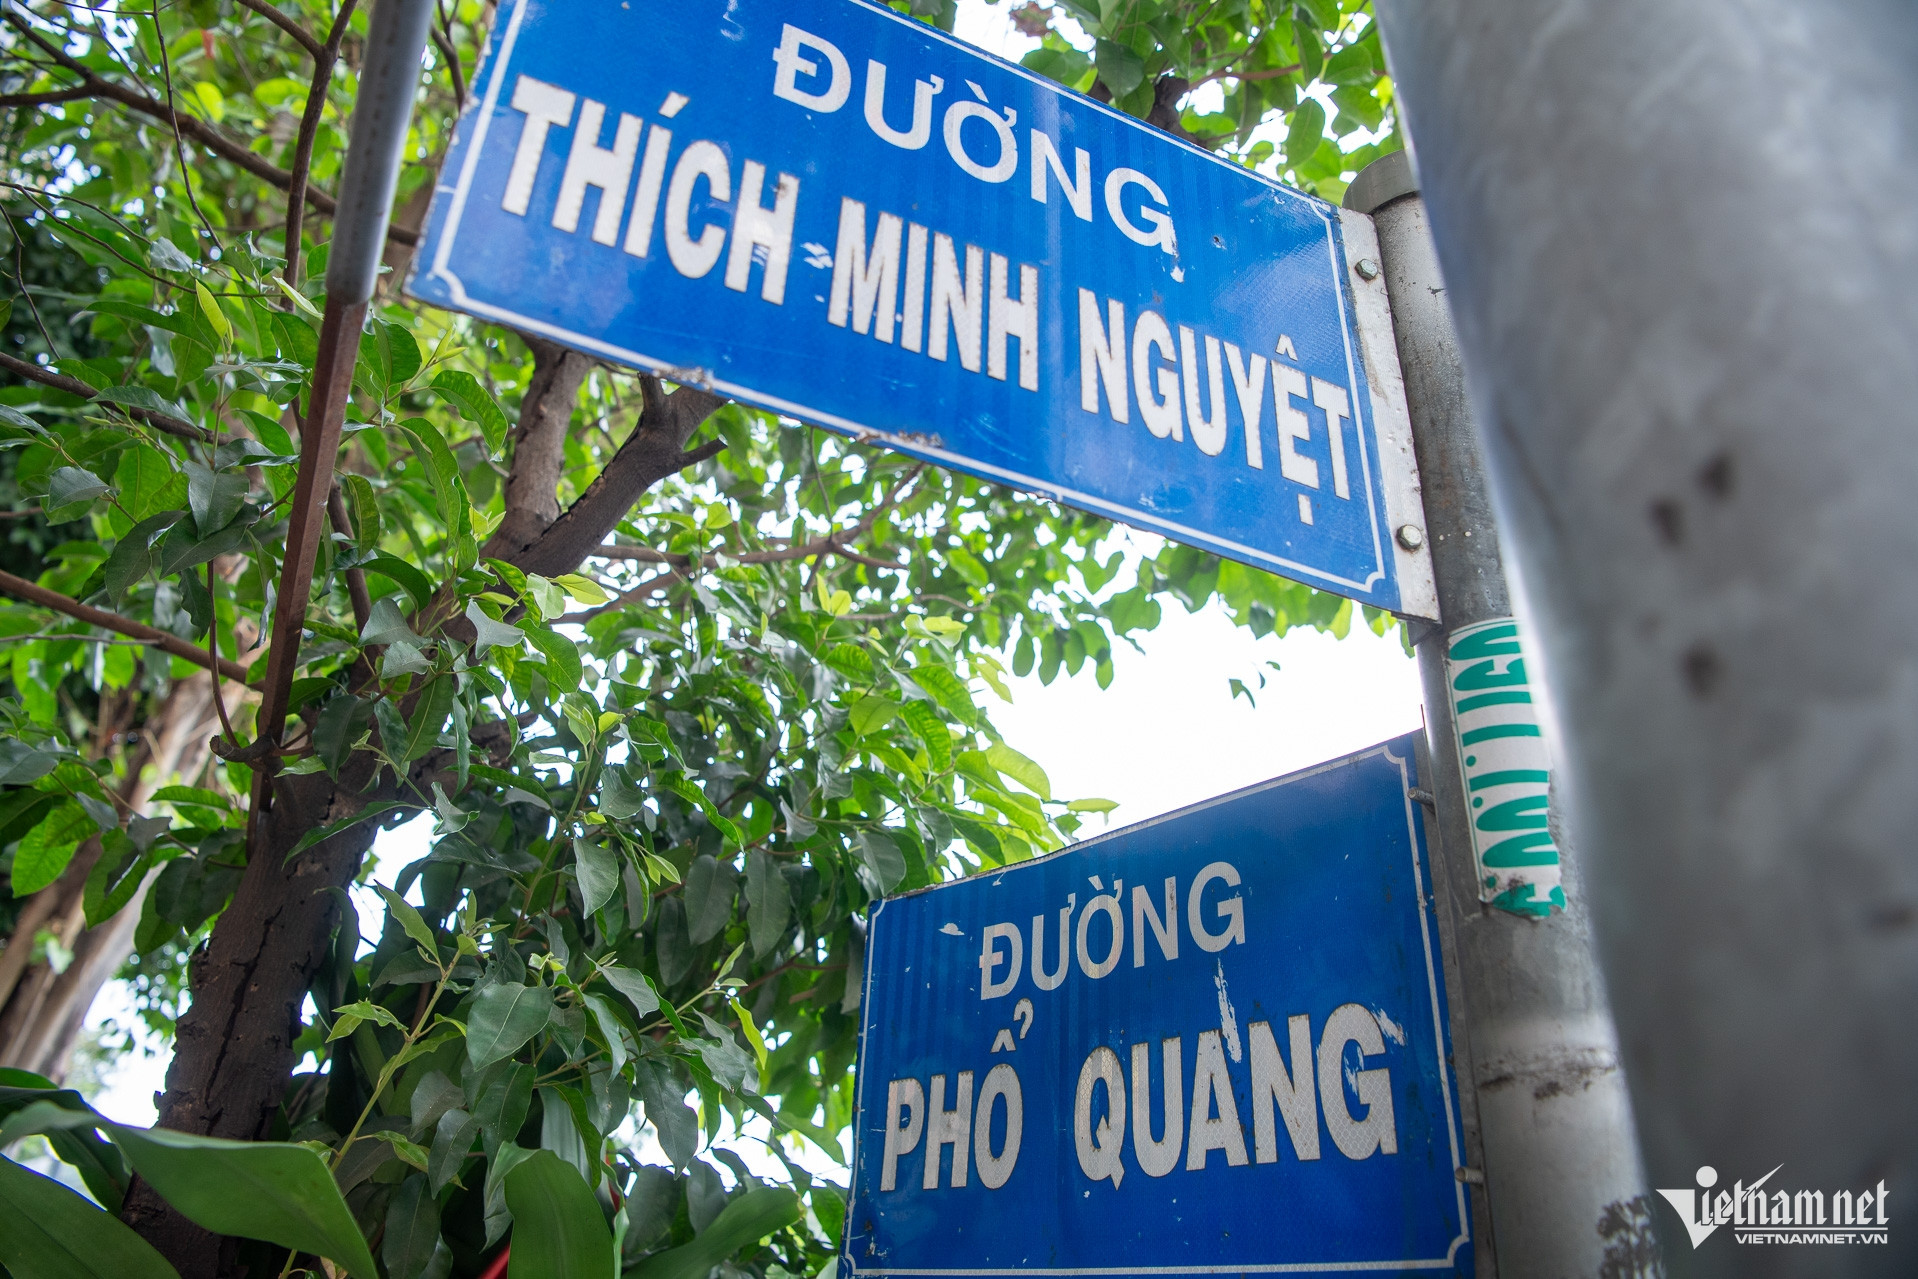 ĐƯỜNG
THÍCH MINH NGUYỆT
ĐƯỜNG
PHỔ QUANG
Vietnamnet
VIETNAMNET.VN